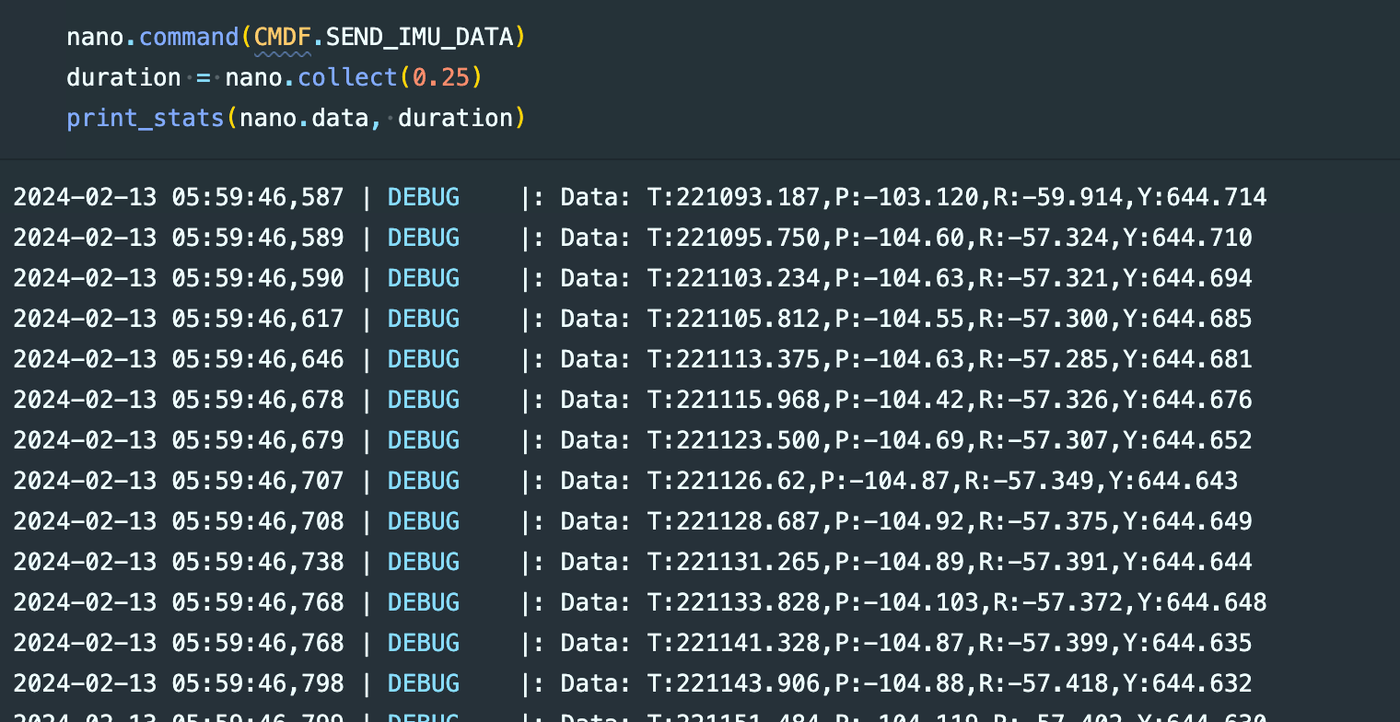 nano.command(CMDF.SEND_IMU_DATA)
duration = nano.collect(0.25)
print_stats(nano.data, duration)
2024-02-13 05:59:46,587 | DEBUG    |: Data: T:221093.187,P:-103.120,R:-59.914,Y:644.714
2024-02-13 05:59:46,589 | DEBUG    |: Data: T:221095.750,P:-104.60,R:-57.324,Y:644.710
2024-02-13 05:59:46,590 | DEBUG    |: Data: T:221103.234,P:-104.63,R:-57.321,Y:644.694
2024-02-13 05:59:46,617 | DEBUG    |: Data: T:221105.812,P:-104.55,R:-57.300,Y:644.685
2024-02-13 05:59:46,646 | DEBUG    |: Data: T:221113.375,P:-104.63,R:-57.285,Y:644.681
2024-02-13 05:59:46,678 | DEBUG    |: Data: T:221115.968,P:-104.42,R:-57.326,Y:644.676
2024-02-13 05:59:46,679 | DEBUG    |: Data: T:221123.500,P:-104.69,R:-57.307,Y:644.652
2024-02-13 05:59:46,707 | DEBUG    |: Data: T:221126.62,P:-104.87,R:-57.349,Y:644.643
2024-02-13 05:59:46,708 | DEBUG    |: Data: T:221128.687,P:-104.92,R:-57.375,Y:644.649
2024-02-13 05:59:46,738 | DEBUG    |: Data: T:221131.265,P:-104.89,R:-57.391,Y:644.644
2024-02-13 05:59:46,768 | DEBUG    |: Data: T:221133.828,P:-104.103,R:-57.372,Y:644.648
2024-02-13 05:59:46,768 | DEBUG    |: Data: T:221141.328,P:-104.87,R:-57.399,Y:644.635
2024-02-13 05:59:46,798 | DEBUG    |: Data: T:221143.906,P:-104.88,R:-57.418,Y:644.632